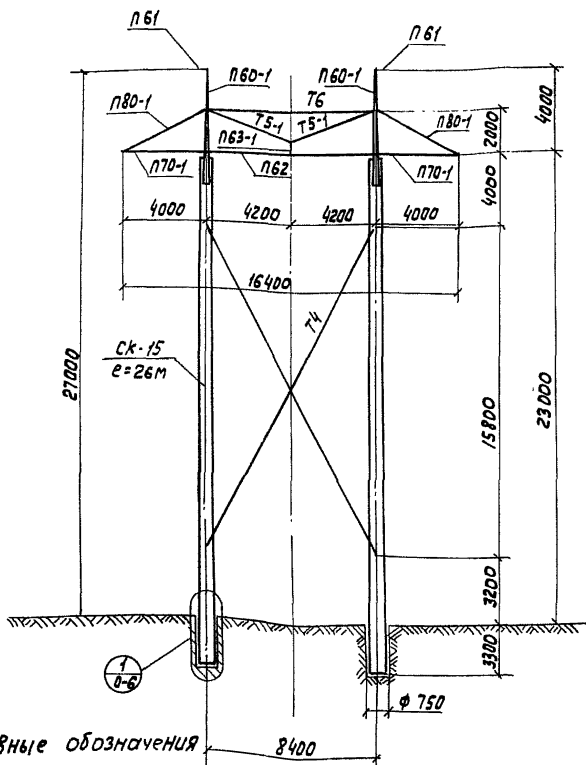 П61
П61
П60-1
П60-1
Т6
П80-1
Т5-1
Т5-1
П80-1
П63-1
П70-1
П62
П70-1
4000
2000
4000
4000
4200
4200
4000
16400
Т4
СК-15
ℓ=26м
27000
15800
23000
3200
3300
1
0-6
ф 750
вные обозначения
8400